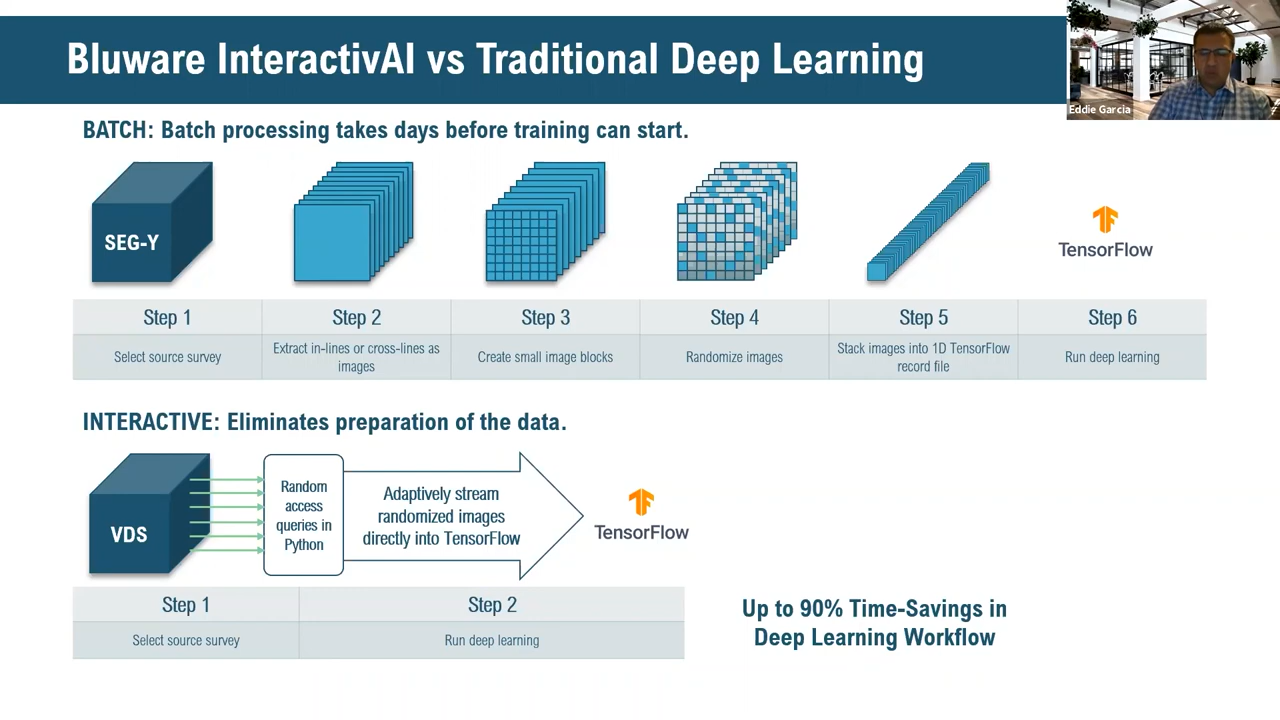 Bluware InteractivAI vs Traditional Deep Learning
Eddie Garcia
BATCH: Batch processing takes days before training can start.
SEG-Y
TensorFlow
Step 1
Step 2
Step 3
Step 4
Step 5
Step 6
Select source survey
Extract in-lines or cross-lines as
images
Create small image blocks
Randomize images
Stack images into 1D TensorFlow
record file
Run deep learning
INTERACTIVE: Eliminates preparation of the data.
VDS
Random
access
queries in
Python
Adaptively stream
randomized images
directly into TensorFlow
TensorFlow
Step 1
Step 2
Select source survey
Run deep learning
Up to 90% Time-Savings in
Deep Learning Workflow